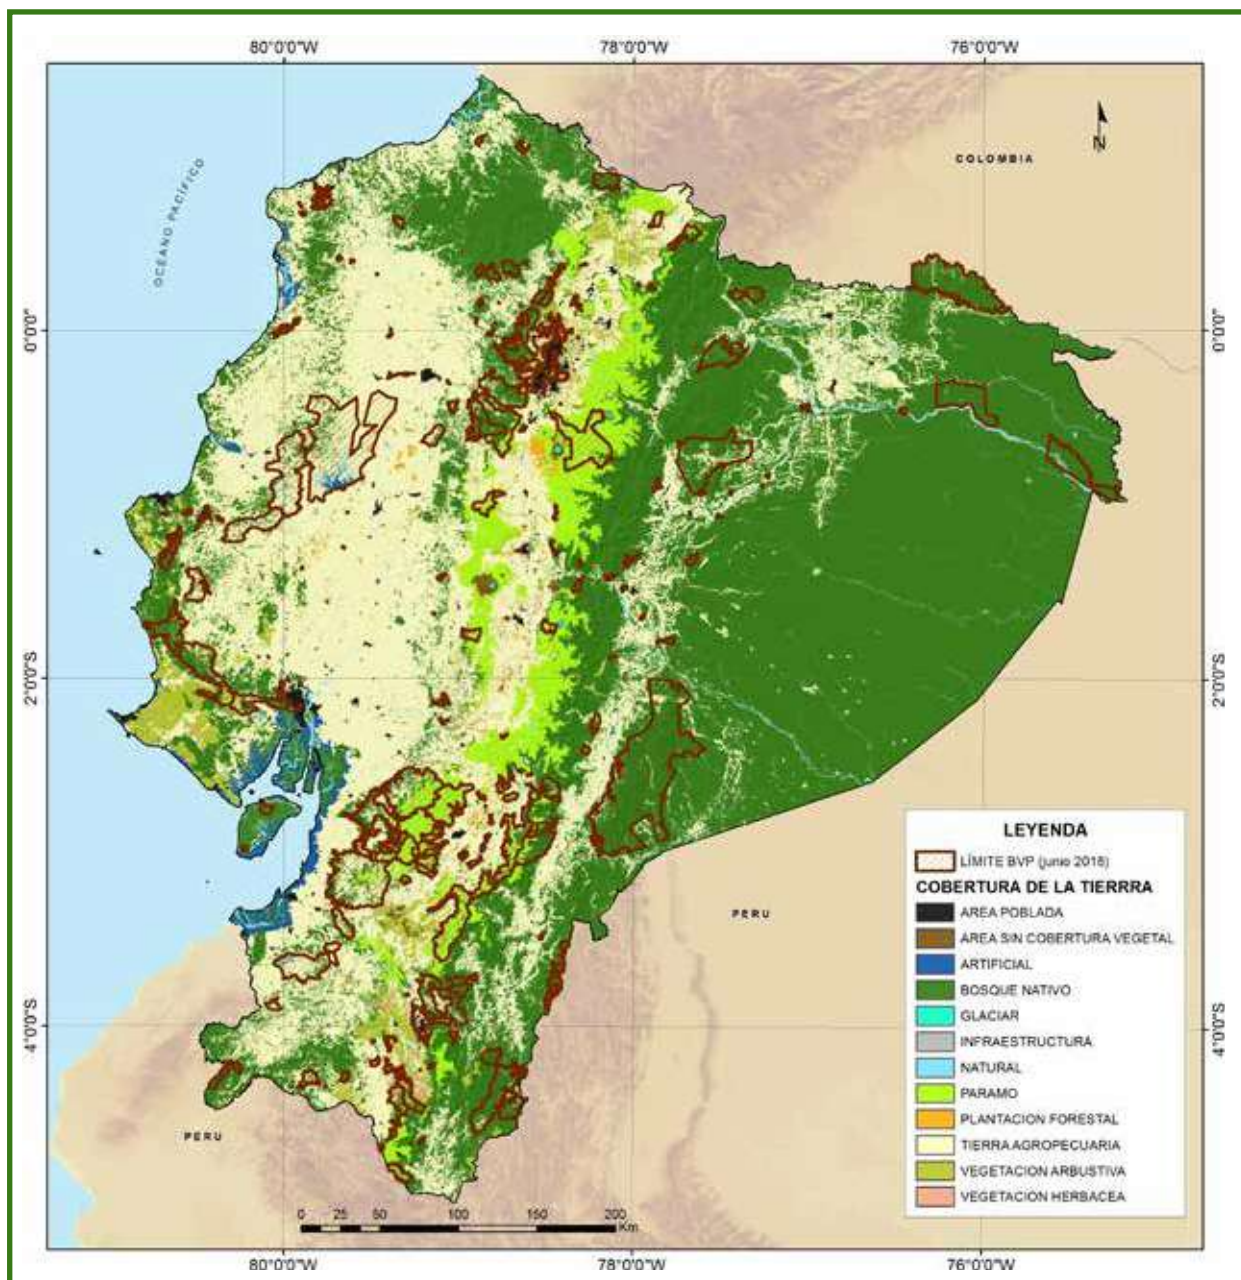 80°0'0"W 78°0'0"W 76°0'0"W
N
COLOMBIA
OCÉANO PACÍFICO
0°0'0" 0°0'0"
2°0'0"S 2°0'0"S
LEYENDA
LÍMITE BVP (junio 2018)
COBERTURA DE LA TIERRRA
AREA POBLADA
AREA SIN COBERTURA VEGETAL
ARTIFICIAL
BOSQUE NATIVO
GLACIAR
INFRAESTRUCTURA
NATURAL
PARAMO
PLANTACION FORESTAL
TIERRA AGROPECUARIA
VEGETACION ARBUSTIVA
VEGETACION HERBACEA
PERU
4°0'0"S 4°0'0"S
PERU
0 25 50 100 150 200
Km
80°0'0"W 78°0'0"W 76°0'0"W